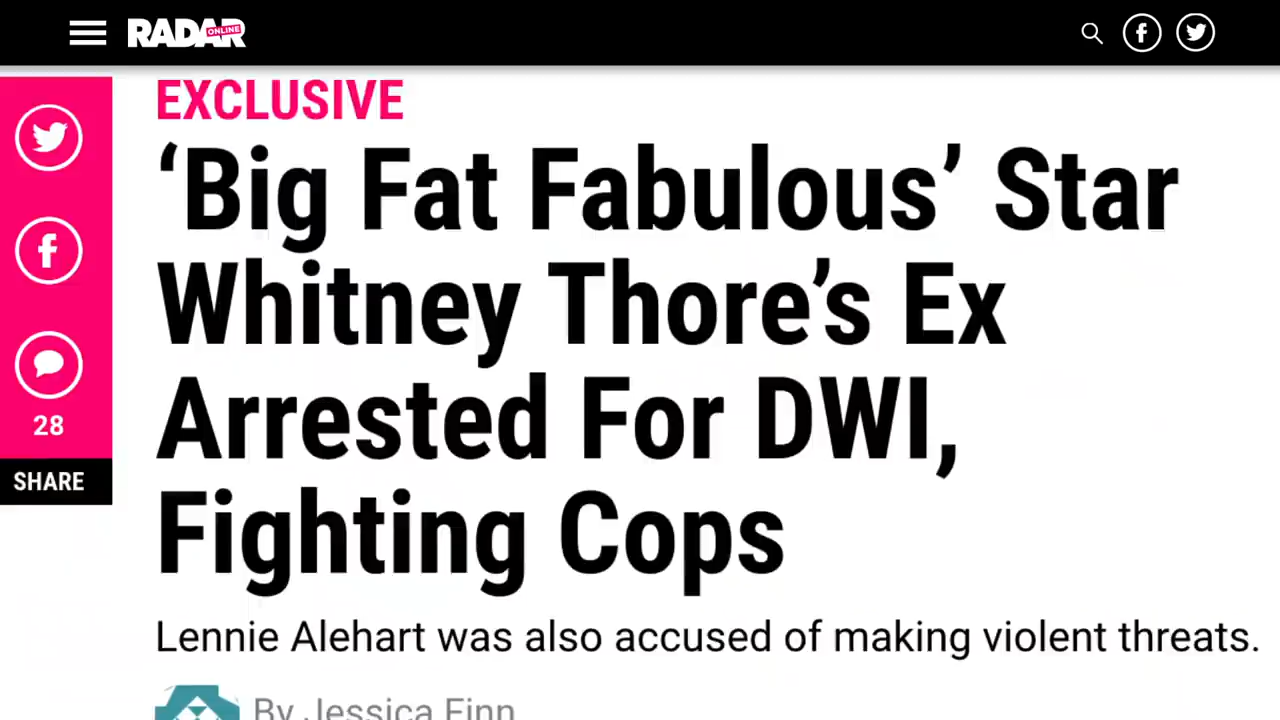 RADAR ONLINE
EXCLUSIVE
‘Big Fat Fabulous’ Star
Whitney Thore’s Ex
Arrested For DWI,
Fighting Cops
Lennie Alehart was also accused of making violent threats.
By Jessica Finn
28
SHARE